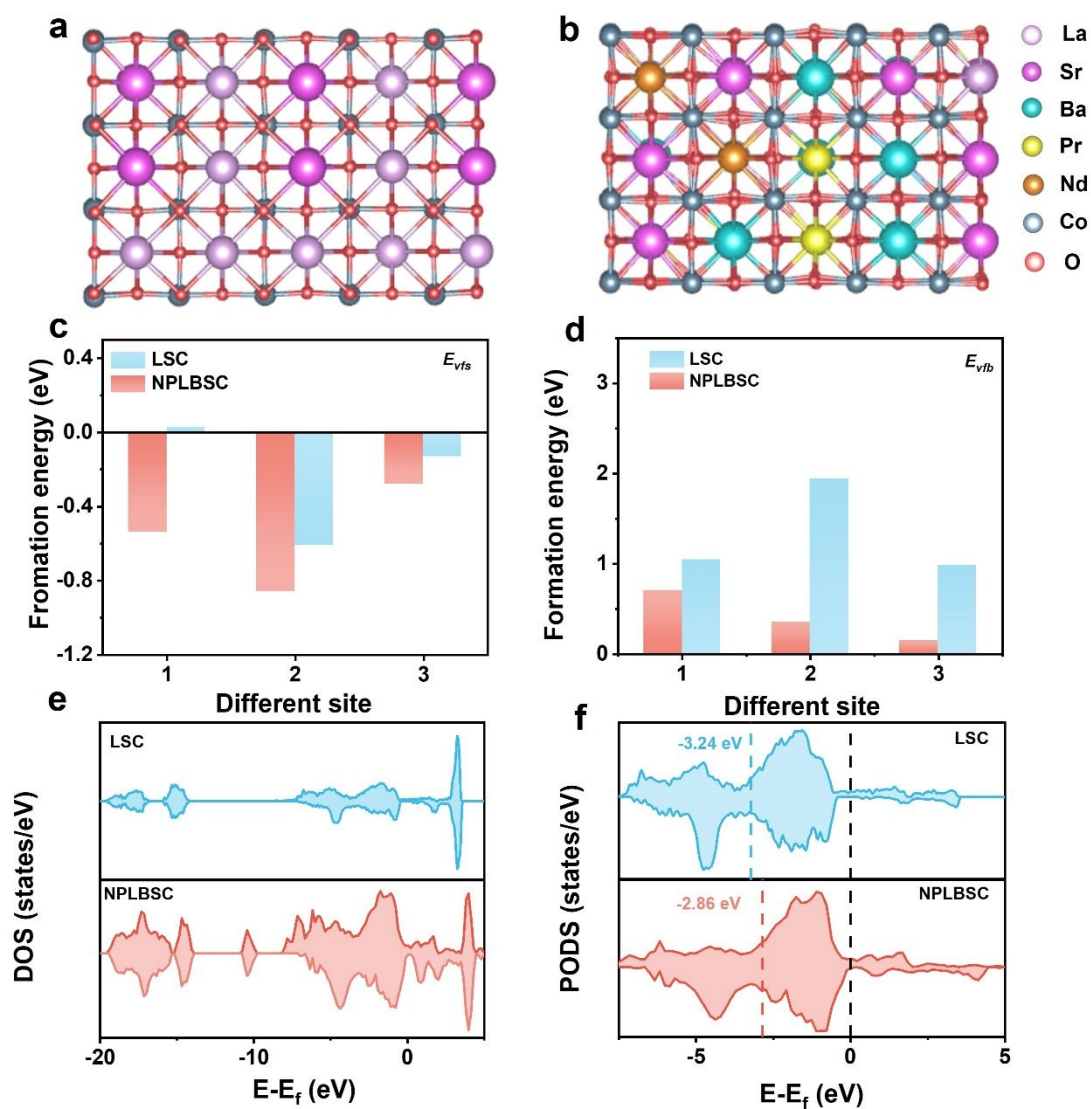 a
b
La
Sr
Ba
Pr
Nd
Co
O
c
LSC
NPLBSC
E_vfs
Fromation energy (eV)
0.4
0.0
-0.4
-0.8
-1.2
1 2 3
Different site
d
LSC
NPLBSC
E_vfb
Formation energy (eV)
3
2
1
0
1 2 3
Different site
e
LSC
NPLBSC
DOS (states/eV)
-20 -10 0
E-E_f (eV)
f
-3.24 eV
LSC
-2.86 eV
NPLBSC
PODS (states/eV)
-5 0 5
E-E_f (eV)